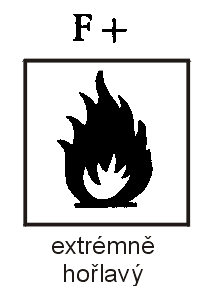 F +
extrémně
hořlavý